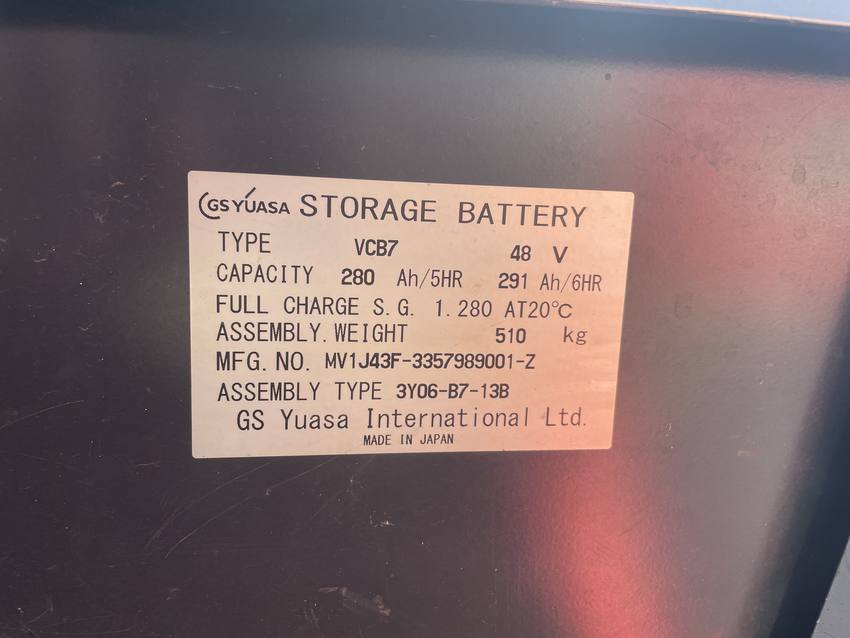 GS YUASA STORAGE BATTERY
TYPE VCB7 48 V
CAPACITY 280 Ah/5HR 291 Ah/6HR
FULL CHARGE S.G. 1.280 AT20℃
ASSEMBLY.WEIGHT 510 kg
MFG.NO. MV1J43F-3357989001-Z
ASSEMBLY TYPE 3Y06-B7-13B
GS Yuasa International Ltd.
MADE IN JAPAN